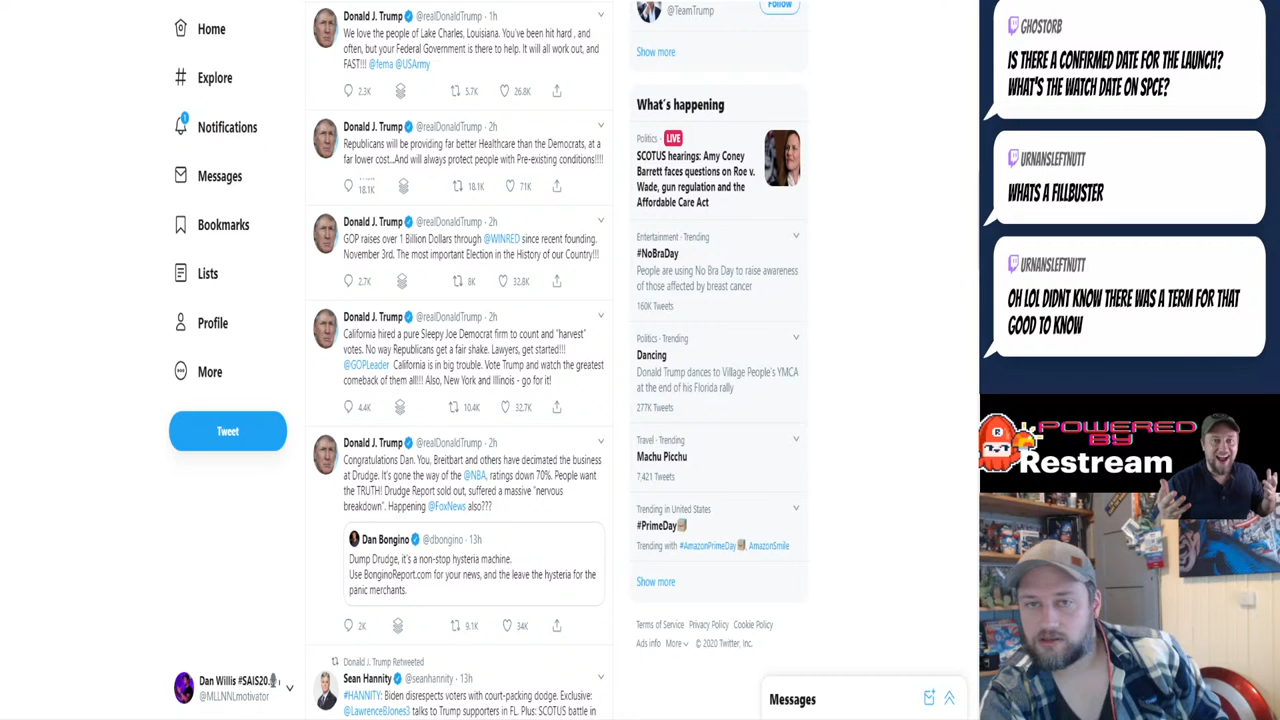 Home
Explore
1
Notifications
Messages
Bookmarks
Lists
Profile
More
Tweet
Dan Willis #SAIS20.
@MLLNNLmotivator
Donald J. Trump @realDonaldTrump · 1h
We love the people of Lake Charles, Louisiana. You've been hit hard , and
often, but your Federal Government is there to help. It will all work out, and
FAST!!! @fema @USArmy
2.3K 5.7K 26.8K
Donald J. Trump @realDonaldTrump · 2h
Republicans will be providing far better Healthcare than the Democrats, at a
far lower cost...And will always protect people with Pre-existing conditions!!!!
18.1K 18.1K 71K
Donald J. Trump @realDonaldTrump · 2h
GOP raises over 1 Billion Dollars through @WINRED since recent founding.
November 3rd. The most important Election in the History of our Country!!!
2.7K 8K 32.8K
Donald J. Trump @realDonaldTrump · 2h
California hired a pure Sleepy Joe Democrat firm to count and "harvest"
votes. No way Republicans get a fair shake. Lawyers, get started!!!
@GOPLeader California is in big trouble. Vote Trump and watch the greatest
comeback of them all!!! Also, New York and Illinois - go for it!
4.4K 10.4K 32.7K
Donald J. Trump @realDonaldTrump · 2h
Congratulations Dan. You, Breitbart and others have decimated the business
at Drudge. It's gone the way of the @NBA, ratings down 70%. People want
the TRUTH! Drudge Report sold out, suffered a massive "nervous
breakdown". Happening @FoxNews also???
Dan Bongino @dbongino · 13h
Dump Drudge, it's a non-stop hysteria machine.
Use BonginoReport.com for your news, and the leave the hysteria for the
panic merchants.
2K 9.1K 34K
Donald J. Trump Retweeted
Sean Hannity @seanhannity · 13h
#HANNITY: Biden disrespects voters with court-packing dodge. Exclusive:
@LawrenceBJones3 talks to Trump supporters in FL. Plus: SCOTUS battle in
@TeamTrump
Follow
Show more
What's happening
Politics · LIVE
SCOTUS hearings: Amy Coney
Barrett faces questions on Roe v.
Wade, gun regulation and the
Affordable Care Act
Entertainment · Trending
#NoBraDay
People are using No Bra Day to raise awareness
of those affected by breast cancer
160K Tweets
Politics · Trending
Dancing
Donald Trump dances to Village People's YMCA
at the end of his Florida rally
277K Tweets
Travel · Trending
Machu Picchu
7,421 Tweets
Trending in United States
#PrimeDay
Trending with #AmazonPrimeDay, AmazonSmile
Show more
Terms of Service Privacy Policy Cookie Policy
Ads info More © 2020 Twitter, Inc.
Messages
GHOSTORB
IS THERE A CONFIRMED DATE FOR THE LAUNCH?
WHAT'S THE WATCH DATE ON SPCE?
URNANSLEFTNUTT
WHATS A FILLBUSTER
URNANSLEFTNUTT
OH LOL DIDNT KNOW THERE WAS A TERM FOR THAT
GOOD TO KNOW
POWERED
BY
Restream